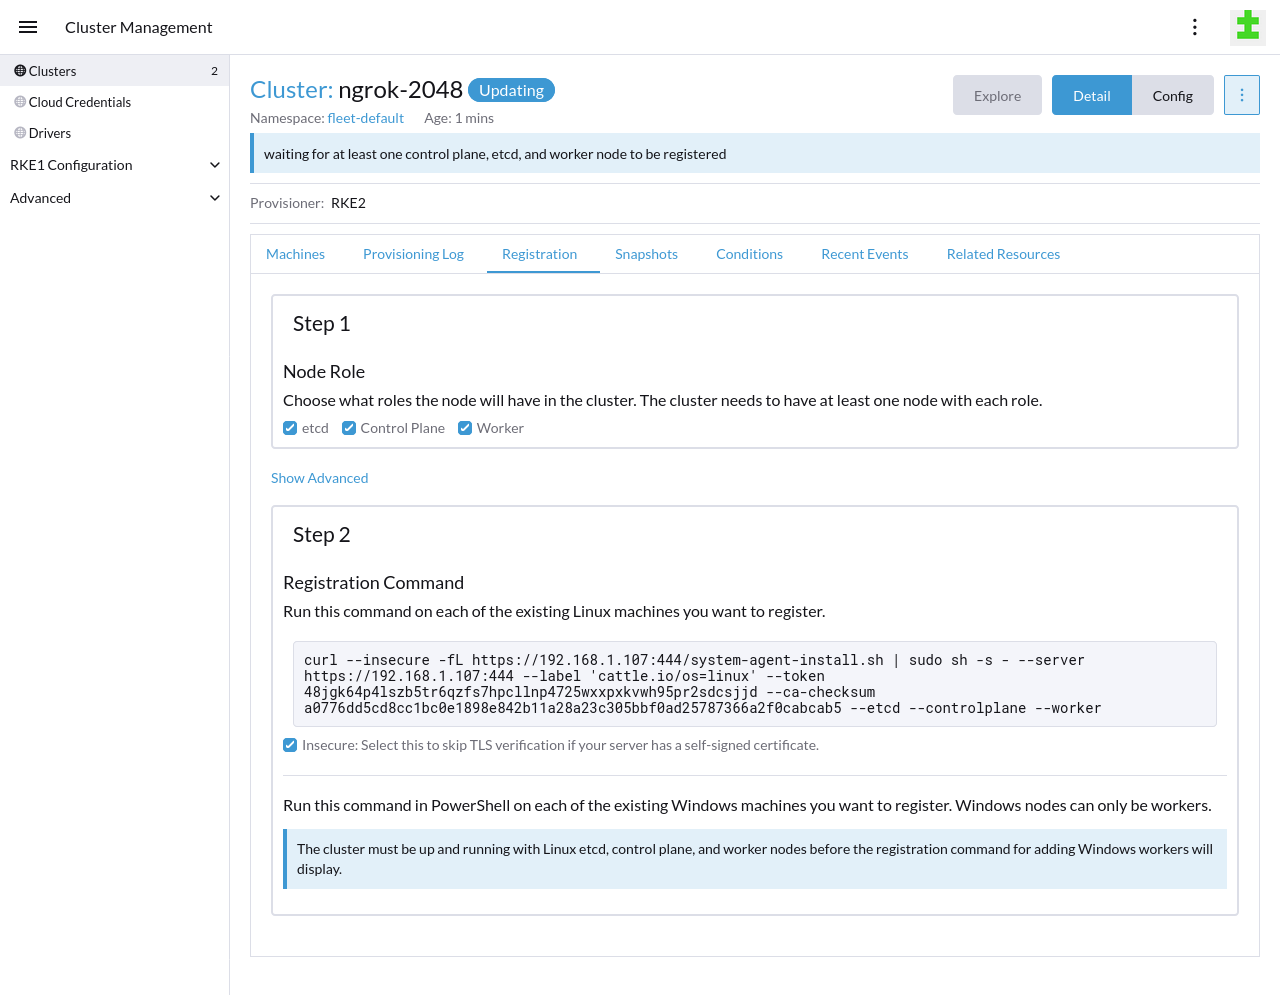 Cluster Management
Clusters 2
Cloud Credentials
Drivers
RKE1 Configuration
Advanced
Cluster: ngrok-2048 Updating
Namespace: fleet-default Age: 1 mins
Explore Detail Config
waiting for at least one control plane, etcd, and worker node to be registered
Provisioner: RKE2
Machines Provisioning Log Registration Snapshots Conditions Recent Events Related Resources
Step 1
Node Role
Choose what roles the node will have in the cluster. The cluster needs to have at least one node with each role.
etcd Control Plane Worker
Show Advanced
Step 2
Registration Command
Run this command on each of the existing Linux machines you want to register.
curl --insecure -fL https://192.168.1.107:444/system-agent-install.sh | sudo sh -s - --server
https://192.168.1.107:444 --label 'cattle.io/os=linux' --token
48jgk64p4lszb5tr6qzfs7hpcllnp4725wxxpxkvwh95pr2sdcsjjd --ca-checksum
a0776dd5cd8cc1bc0e1898e842b11a28a23c305bbf0ad25787366a2f0cabcab5 --etcd --controlplane --worker
Insecure: Select this to skip TLS verification if your server has a self-signed certificate.
Run this command in PowerShell on each of the existing Windows machines you want to register. Windows nodes can only be workers.
The cluster must be up and running with Linux etcd, control plane, and worker nodes before the registration command for adding Windows workers will
display.